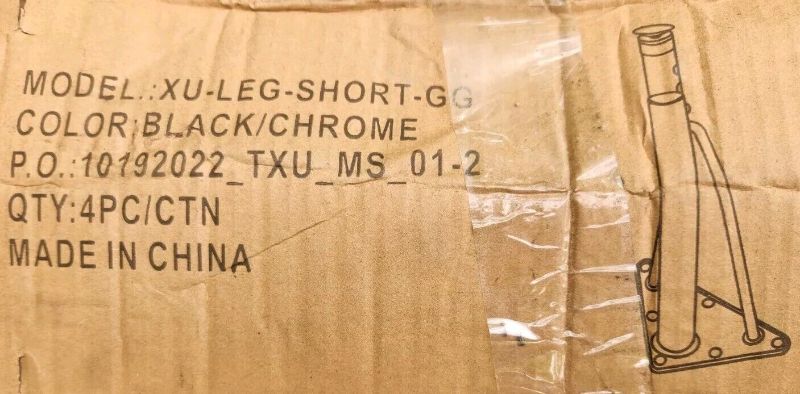 MODEL.:XU-LEG-SHORT-GG
COLOR:BLACK/CHROME
P.O.:10192022_TXU_MS_01-2
QTY:4PC/CTN
MADE IN CHINA